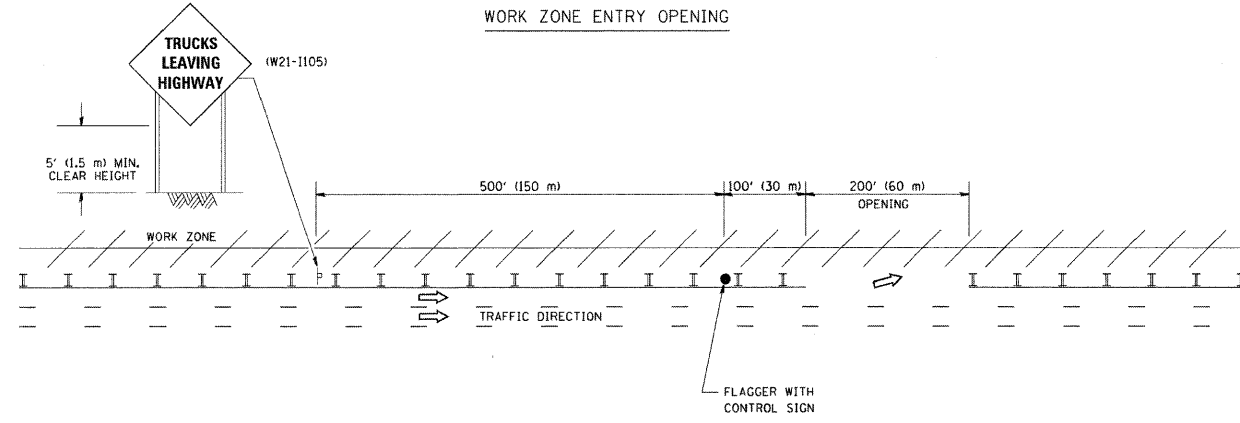 WORK ZONE ENTRY OPENING
TRUCKS
LEAVING
HIGHWAY
(W21-I105)
5' (1.5 m) MIN.
CLEAR HEIGHT
500' (150 m)
100' (30 m)
200' (60 m)
OPENING
WORK ZONE
TRAFFIC DIRECTION
FLAGGER WITH
CONTROL SIGN